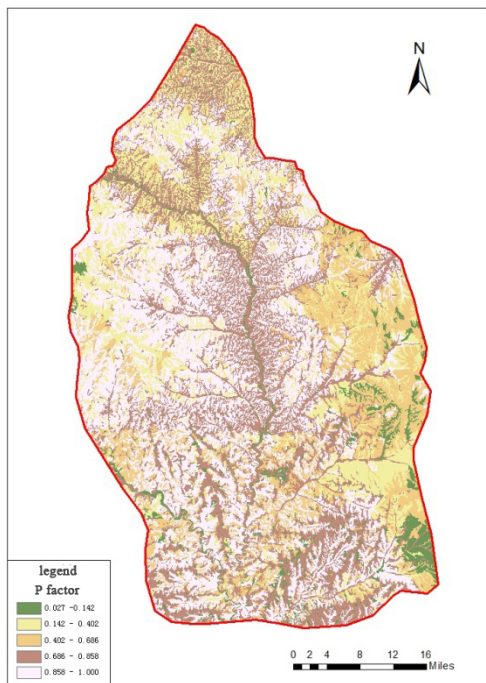 N
legend
P factor
0.027 -0.142
0.142 - 0.402
0.402 - 0.686
0.686 - 0.858
0.858 - 1.000
0 2 4 8 12 16
Miles